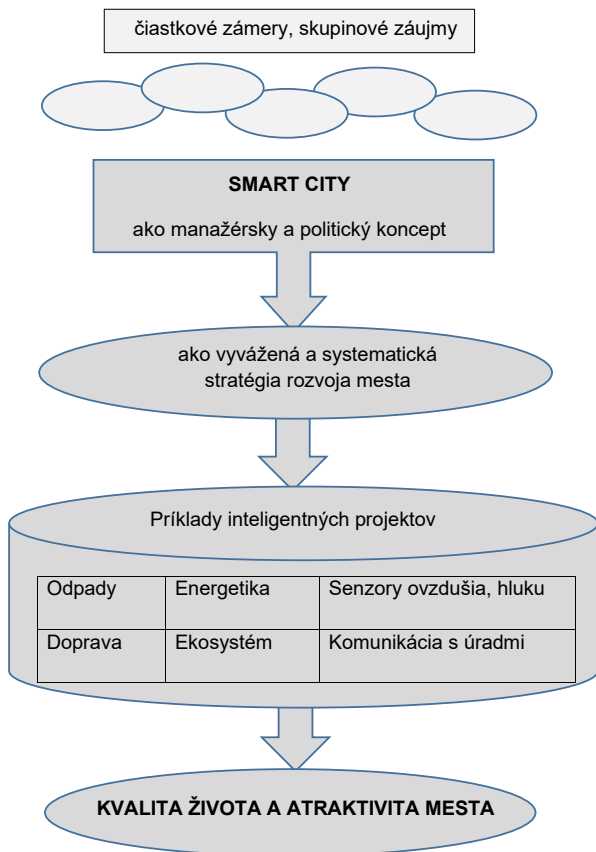 čiastkové zámery, skupinové záujmy
SMART CITY
ako manažérsky a politický koncept
ako vyvážená a systematická
stratégia rozvoja mesta
Príklady inteligentných projektov
Odpady Energetika Senzory ovzdušia, hluku
Doprava Ekosystém Komunikácia s úradmi
KVALITA ŽIVOTA A ATRAKTIVITA MESTA